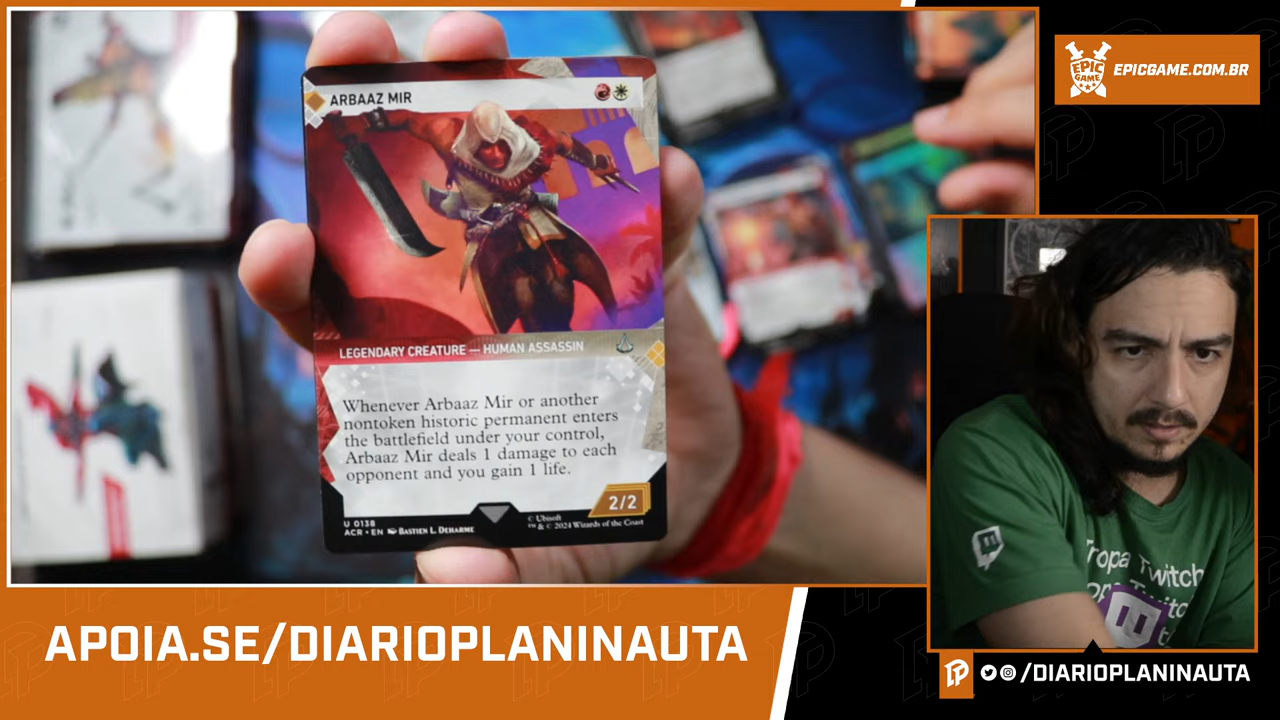 ARBAAZ MIR
LEGENDARY CREATURE — HUMAN ASSASSIN
Whenever Arbaaz Mir or another
nontoken historic permanent enters
the battlefield under your control,
Arbaaz Mir deals 1 damage to each
opponent and you gain 1 life.
2/2
U 0138
ACR • EN BASTIEN L. DEHARME
© Ubisoft
™ & © 2024 Wizards of the Coast
EPIC
GAME
EPICGAME.COM.BR
Tropa Twitch
APOIA.SE/DIARIOPLANINAUTA
/DIARIOPLANINAUTA